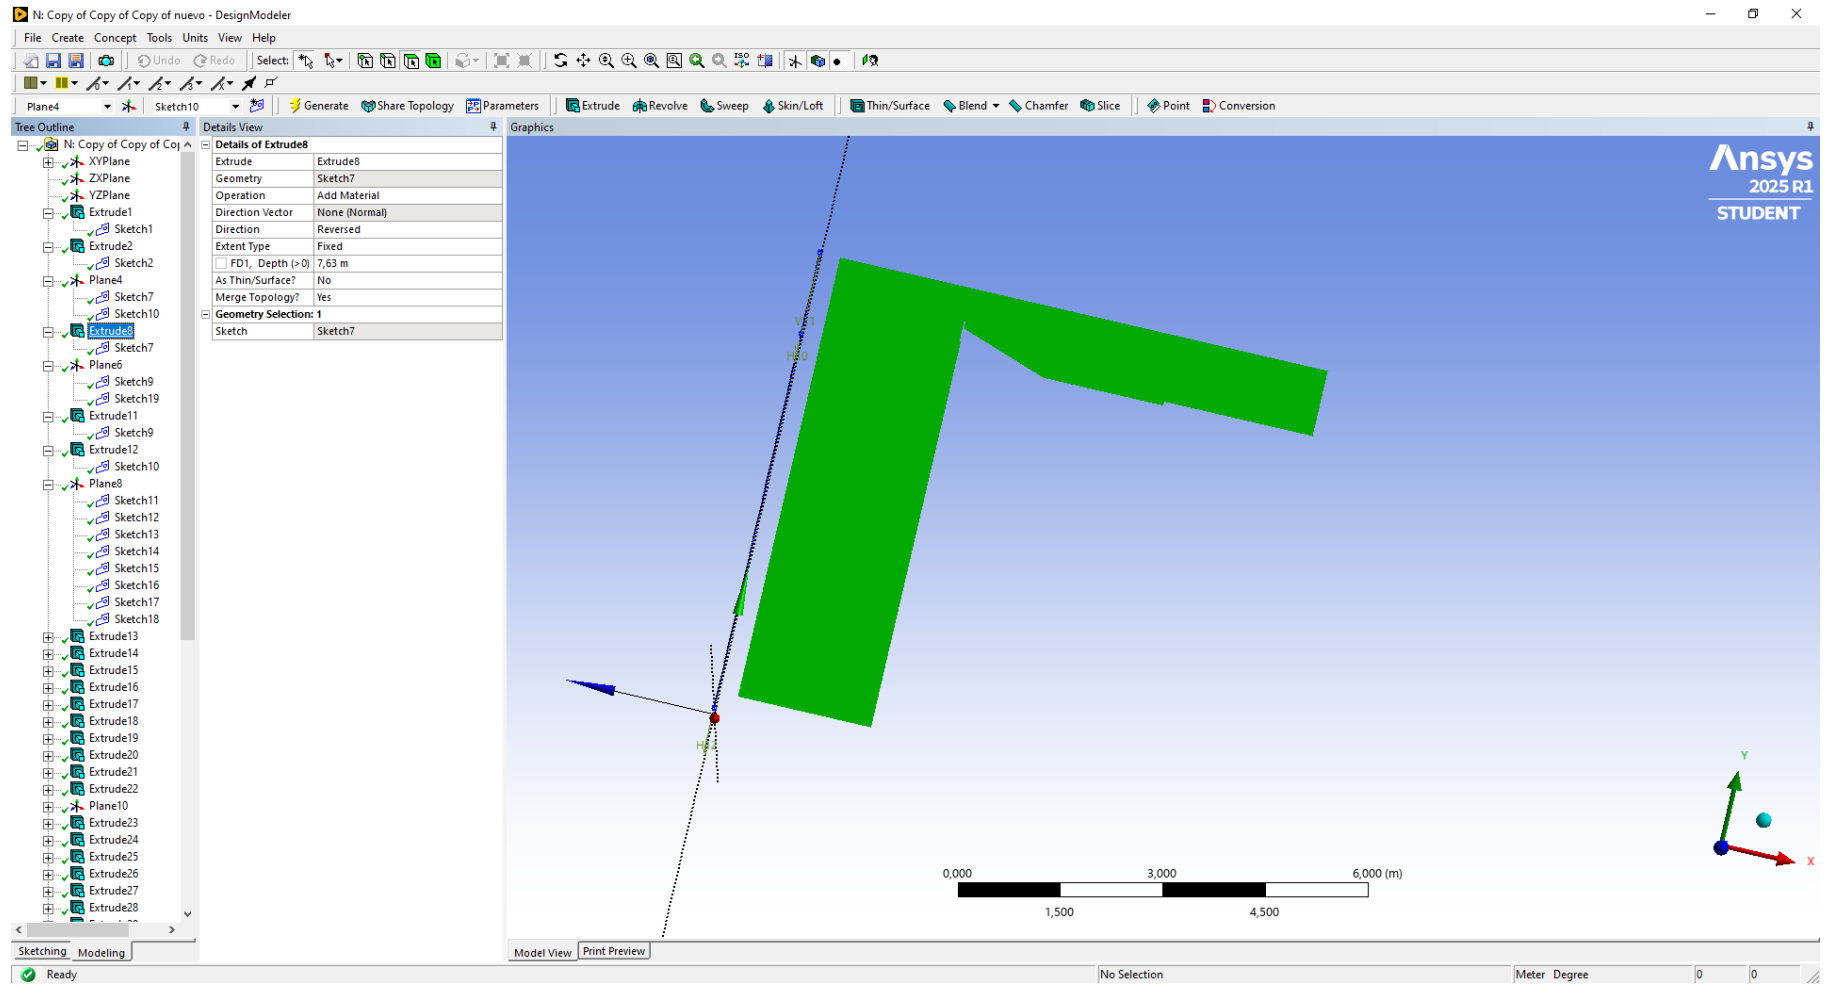 N: Copy of Copy of Copy of nuevo - DesignModeler
File Create Concept Tools Units View Help
Undo Redo Select: ISO
Plane4 Sketch10 Generate Share Topology Parameters Extrude Revolve Sweep Skin/Loft Thin/Surface Blend Chamfer Slice Point Conversion
Tree Outline
N: Copy of Copy of Cop
XYPlane
ZXPlane
YZPlane
Extrude1
Sketch1
Extrude2
Sketch2
Plane4
Sketch7
Sketch10
Extrude8
Sketch7
Plane6
Sketch9
Sketch19
Extrude11
Sketch9
Extrude12
Sketch10
Plane8
Sketch11
Sketch12
Sketch13
Sketch14
Sketch15
Sketch16
Sketch17
Sketch18
Extrude13
Extrude14
Extrude15
Extrude16
Extrude17
Extrude18
Extrude19
Extrude20
Extrude21
Extrude22
Plane10
Extrude23
Extrude24
Extrude25
Extrude26
Extrude27
Extrude28
Sketching Modeling
Details View
Details of Extrude8
Extrude Extrude8
Geometry Sketch7
Operation Add Material
Direction Vector None (Normal)
Direction Reversed
Extent Type Fixed
FD1, Depth (>0) 7,63 m
As Thin/Surface? No
Merge Topology? Yes
Geometry Selection: 1
Sketch Sketch7
Graphics
Ansys
2025 R1
STUDENT
Y
X
0,000 3,000 6,000 (m)
1,500 4,500
Model View Print Preview
Ready No Selection Meter Degree 0 0